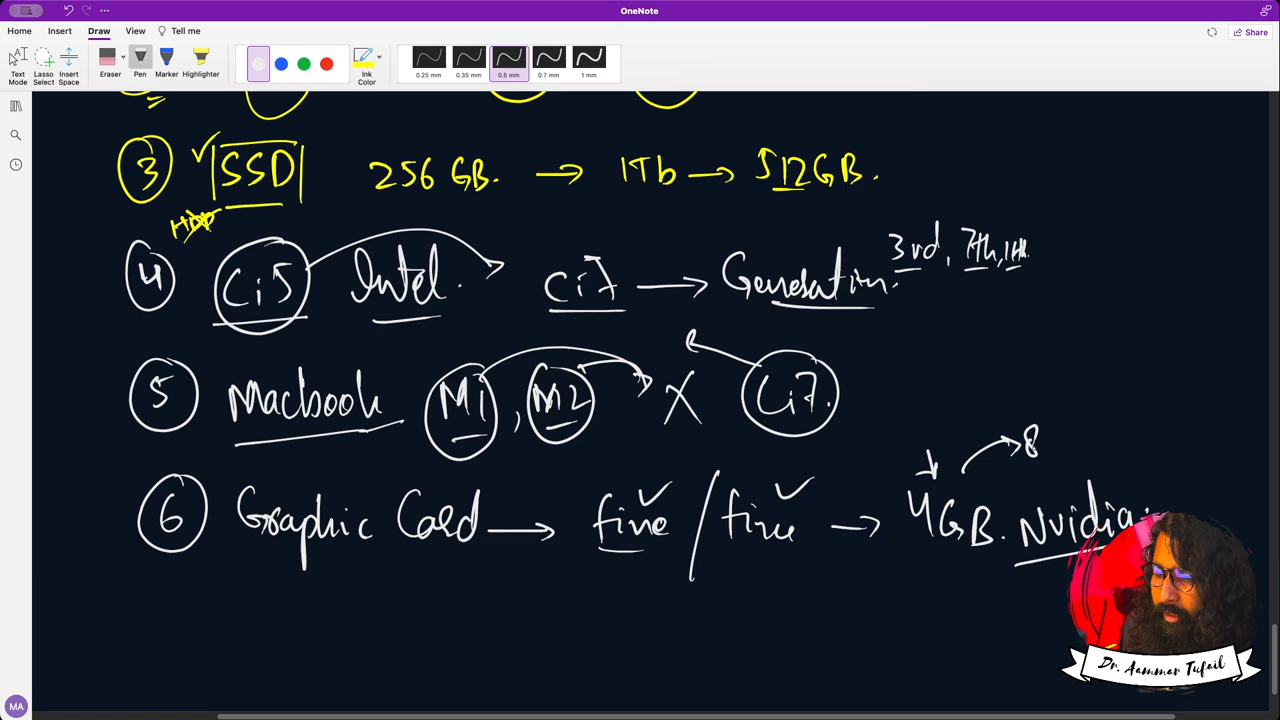 OneNote
Home Insert Draw View Tell me
Share
Text Mode
Lasso Select
Insert Space
Eraser
Pen
Marker
Highlighter
Ink Color
0.25 mm
0.35 mm
0.5 mm
0.7 mm
1 mm
3 SSD 256 GB. → 1Tb → 512GB.
HDD
4 Ci5 Intel. Ci7 → Generation. 3rd, 7th, 11th.
5 Macbook M1, M2 X Ci7.
8
6 Graphic Card → fine / fine → 4GB. Nvidia.
Dr. Aammar Tufail
MA